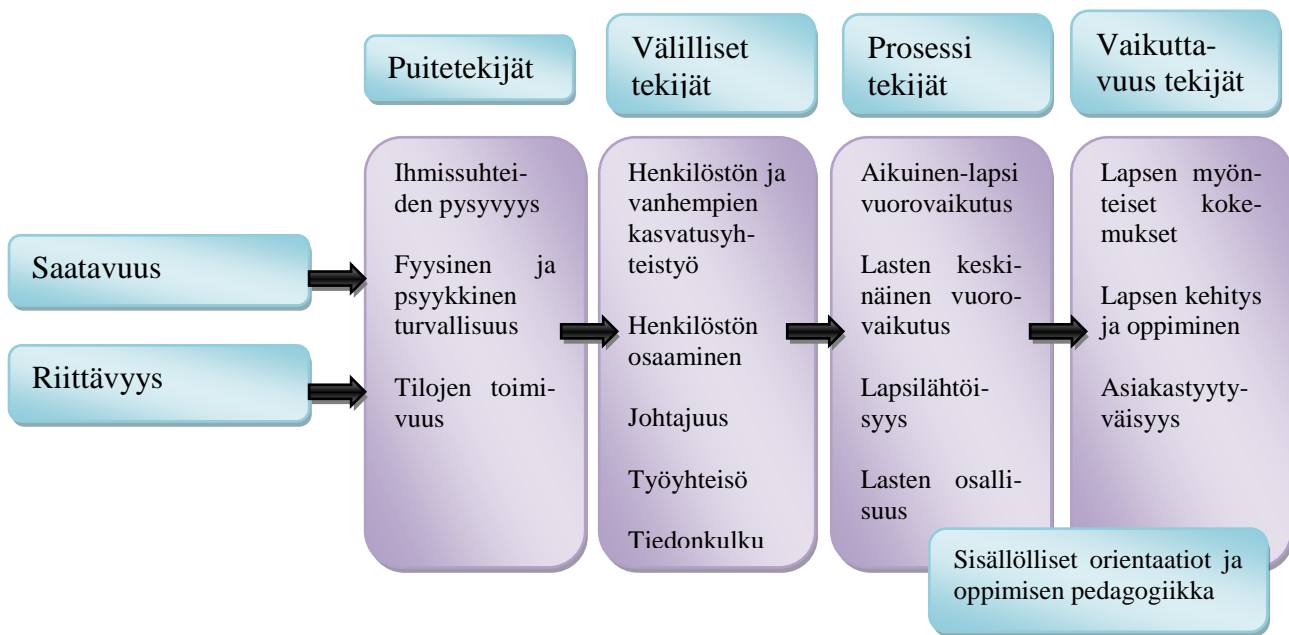 Puitetekijät
Välilliset
tekijät
Prosessi
tekijät
Vaikutta-
vuus tekijät
Saatavuus
Riittävyys
Ihmissuhtei-
den pysyvyys
Fyysinen ja
psyykkinen
turvallisuus
Tilojen toimi-
vuus
Henkilöstön ja
vanhempien
kasvatusyh-
teistyö
Henkilöstön
osaaminen
Johtajuus
Työyhteisö
Tiedonkulku
Aikuinen-lapsi
vuorovaikutus
Lasten keski-
näinen vuoro-
vaikutus
Lapsilähtöi-
syys
Lasten osalli-
suus
Lapsen myön-
teiset koke-
mukset
Lapsen kehitys
ja oppiminen
Asiakastyyty-
väisyys
Sisällölliset orientaatiot ja
oppimisen pedagogiikka